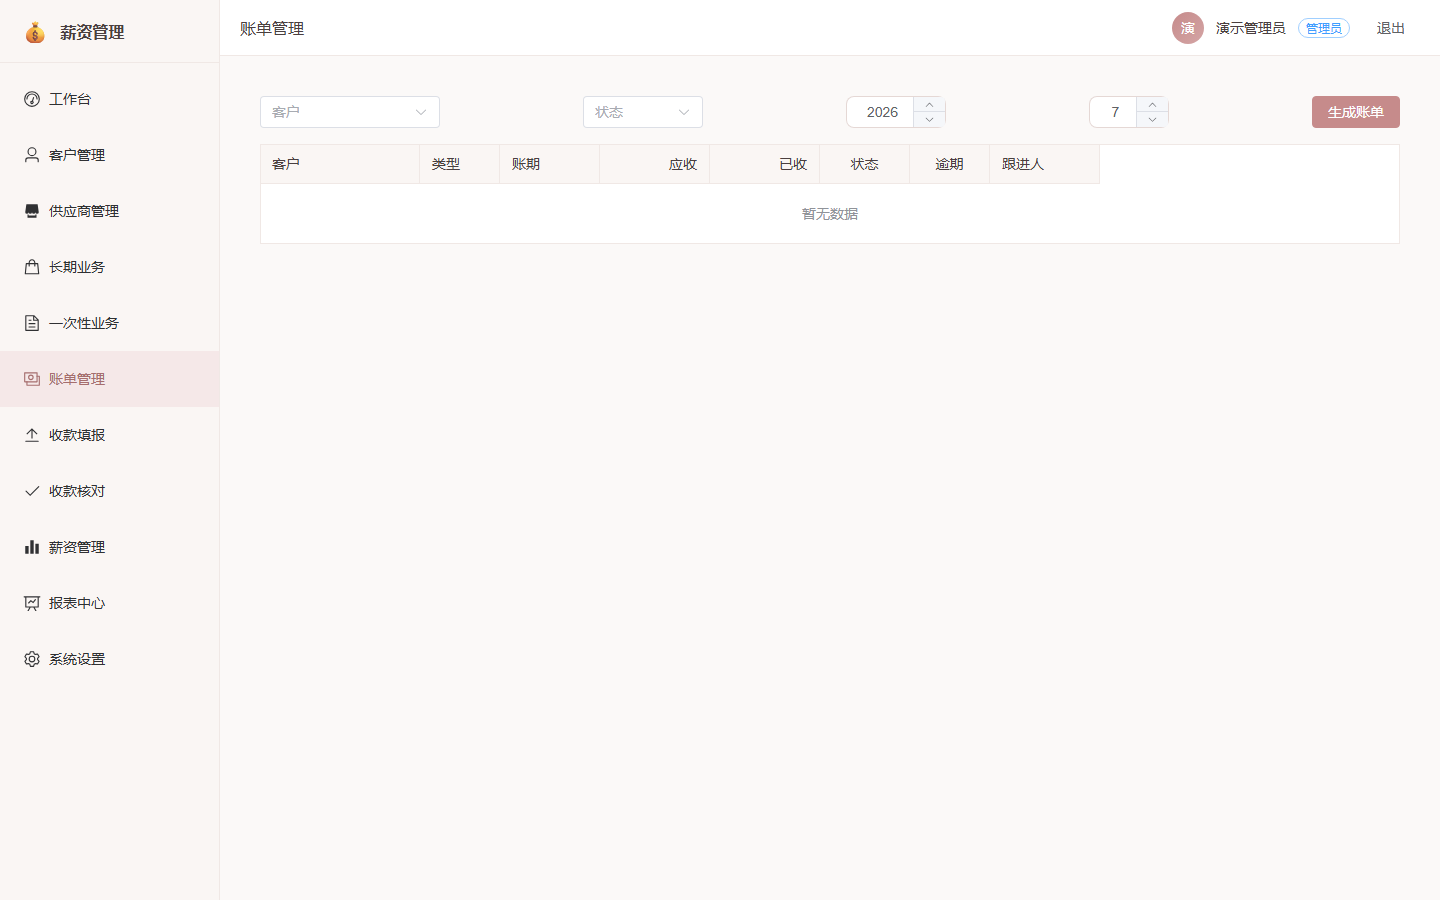 薪资管理
账单管理
演
演示管理员
管理员
退出
工作台
客户管理
供应商管理
长期业务
一次性业务
账单管理
收款填报
收款核对
薪资管理
报表中心
系统设置
客户
状态
2026
7
生成账单
客户 类型 账期 应收 已收 状态 逾期 跟进人
暂无数据